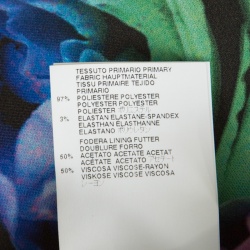 TESSUTO PRIMARIO PRIMARY
FABRIC HAUPTMATERIAL
TISSU PRIMAIRE TEJIDO
PRIMARIO
97% POLIESTERE POLYESTER
POLYESTER POLYESTER
POLIESTER
3% ELASTAN ELASTANE-SPANDEX
ELASTHAN ELASTHANNE
ELASTANO
FODERA LINING FUTTER
DOUBLURE FORRO
50% ACETATO ACETATE ACETAT
ACÉTATE ACETATO
50% VISCOSA VISCOSE-RAYON
VISKOSE VISCOSE VISCOSA